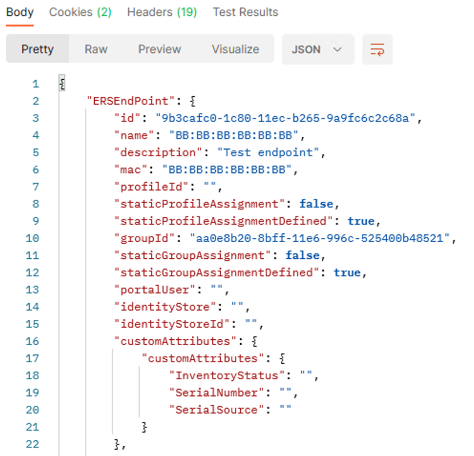 Body Cookies (2) Headers (19) Test Results
Pretty Raw Preview Visualize JSON
1 {
2 "ERSEndPoint": {
3 "id": "9b3cafc0-1c80-11ec-b265-9a9fc6c2c68a",
4 "name": "BB:BB:BB:BB:BB:BB",
5 "description": "Test endpoint",
6 "mac": "BB:BB:BB:BB:BB:BB",
7 "profileId": "",
8 "staticProfileAssignment": false,
9 "staticProfileAssignmentDefined": true,
10 "groupId": "aa0e8b20-8bff-11e6-996c-525400b48521",
11 "staticGroupAssignment": false,
12 "staticGroupAssignmentDefined": true,
13 "portalUser": "",
14 "identityStore": "",
15 "identityStoreId": "",
16 "customAttributes": {
17 "customAttributes": {
18 "InventoryStatus": "",
19 "SerialNumber": "",
20 "SerialSource": ""
21 }
22 },